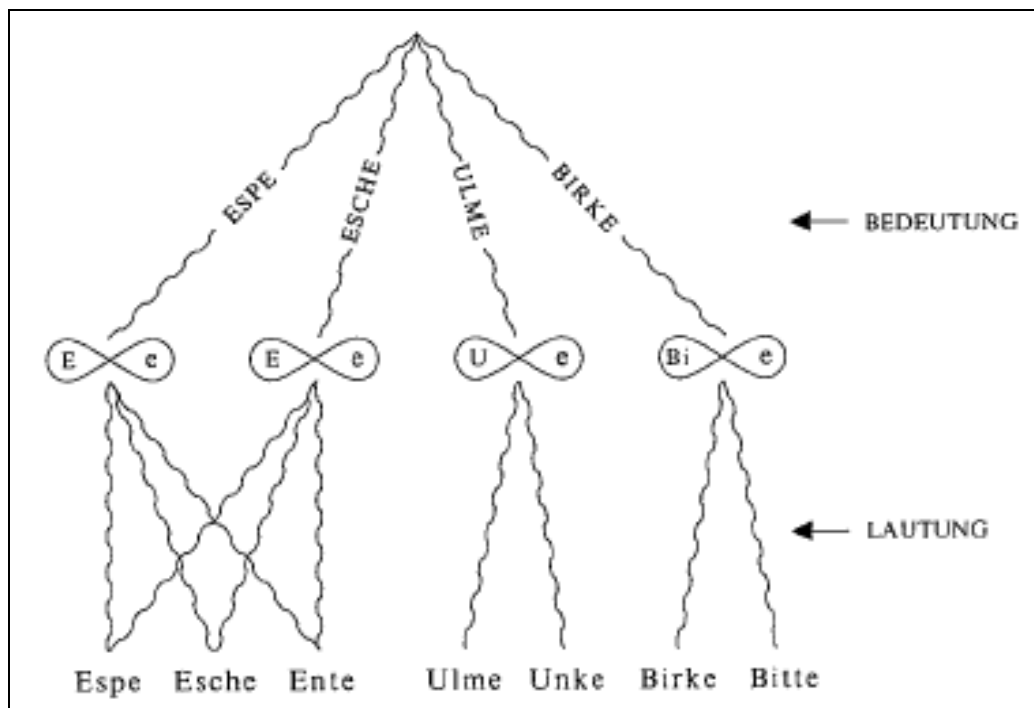 ESPE ESCHE ULME BIRKE
BEDEUTUNG
E e E e U e Bi e
LAUTUNG
Espe Esche Ente Ulme Unke Birke Bitte